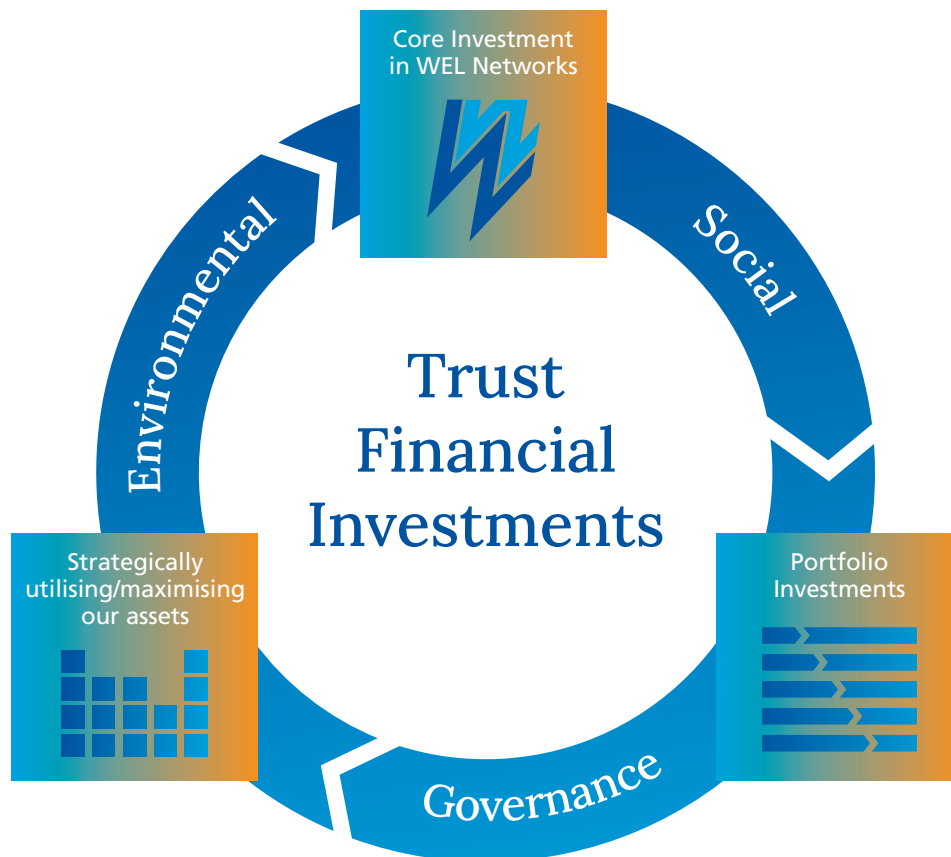 Core Investment
in WEL Networks
Social
Environmental
Trust
Financial
Investments
Strategically
utilising/maximising
our assets
Portfolio
Investments
Governance